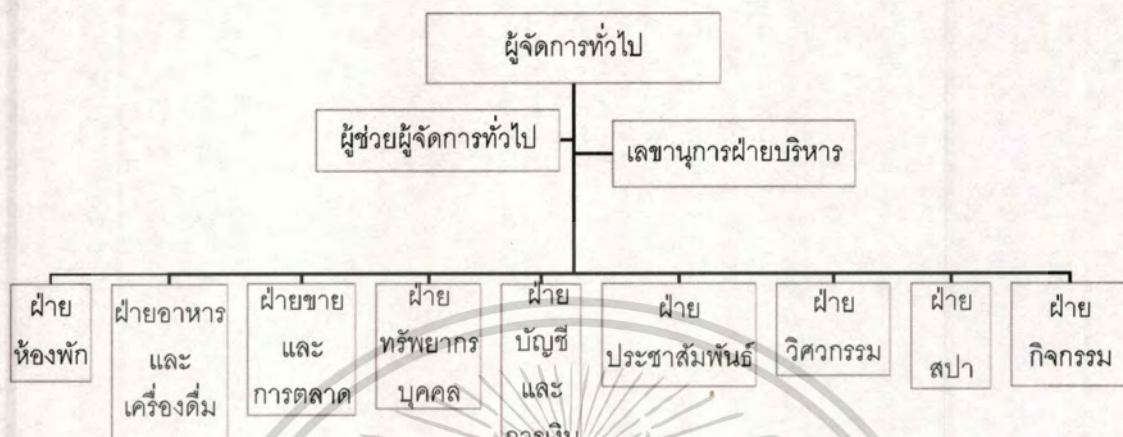 ผู้จัดการทั่วไป
ผู้ช่วยผู้จัดการทั่วไป
เลขานุการฝ่ายบริหาร
ฝ่าย
ห้องพัก
ฝ่ายอาหาร
และ
เครื่องดื่ม
ฝ่ายขาย
และ
การตลาด
ฝ่าย
ทรัพยากร
บุคคล
ฝ่าย
บัญชี
และ
การเงิน
ฝ่าย
ประชาสัมพันธ์
ฝ่าย
วิศวกรรม
ฝ่าย
สปา
ฝ่าย
กิจกรรม